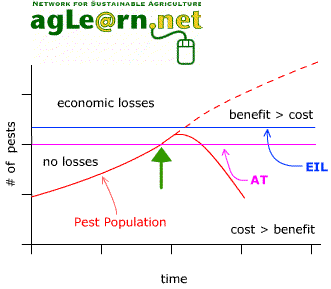 NETWORK FOR SUSTAINABLE AGRICULTURE
agLe@rn.net
economic losses
benefit > cost
no losses
EIL
AT
# of pests
Pest Population
cost > benefit
time